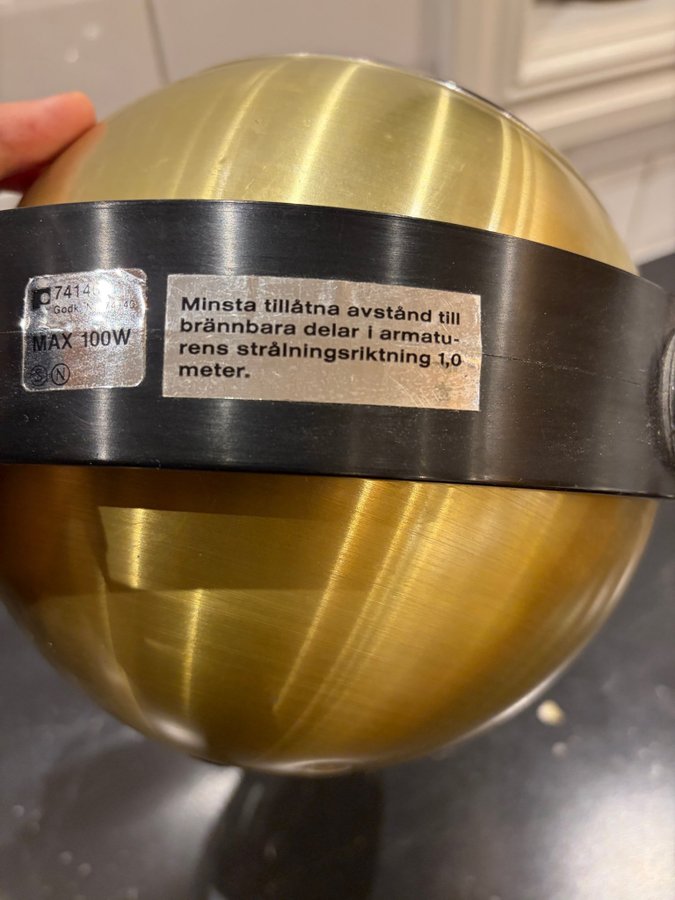 MAX 100W
S N
Minsta tillåtna avstånd till
brännbara delar i armatu-
rens strålningsriktning 1,0
meter.